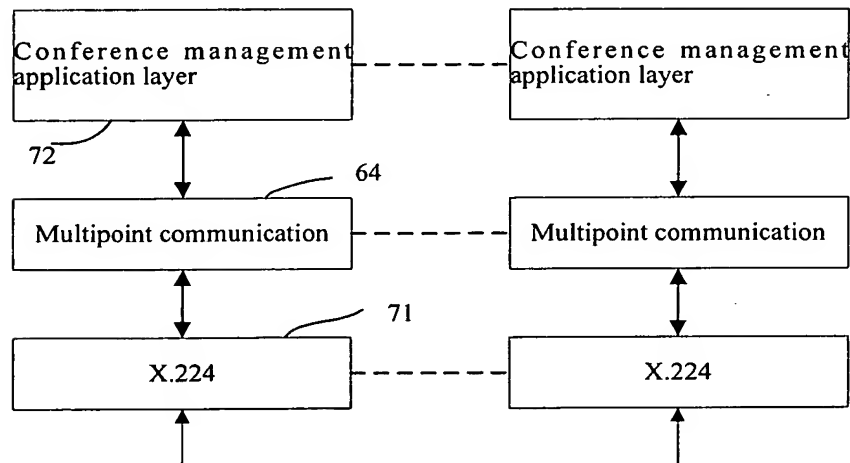 Conference management
application layer
Conference management
application layer
72
64
Multipoint communication
Multipoint communication
71
X.224
X.224